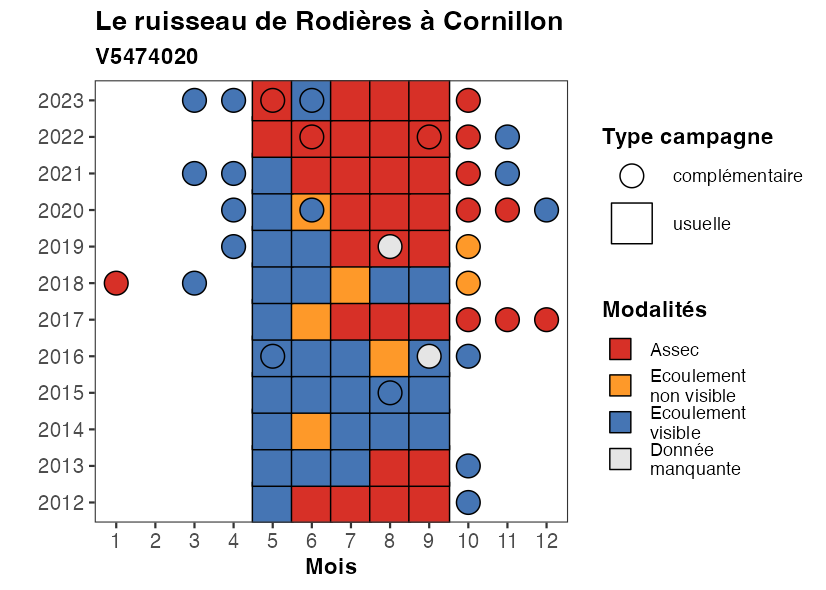 Le ruisseau de Rodières à Cornillon
V5474020
2023
2022
2021
2020
2019
2018
2017
2016
2015
2014
2013
2012
1 2 3 4 5 6 7 8 9 10 11 12
Mois
Type campagne
complémentaire
usuelle
Modalités
Assec
Ecoulement
non visible
Ecoulement
visible
Donnée
manquante